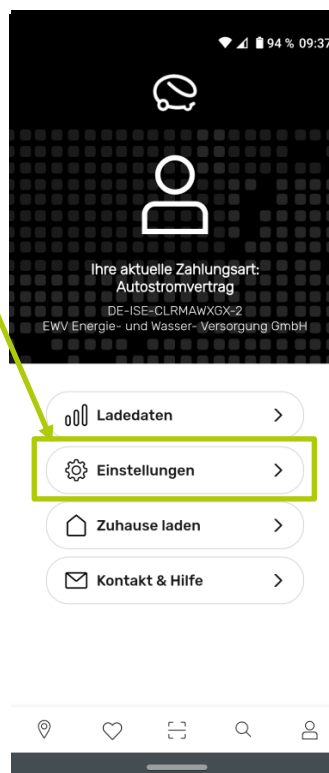 94 % 09:37
Ihre aktuelle Zahlungsart:
Autostromvertrag
DE-ISE-CLRMAWXGX-2
EWV Energie- und Wasser- Versorgung GmbH
Ladedaten
Einstellungen
Zuhause laden
Kontakt & Hilfe